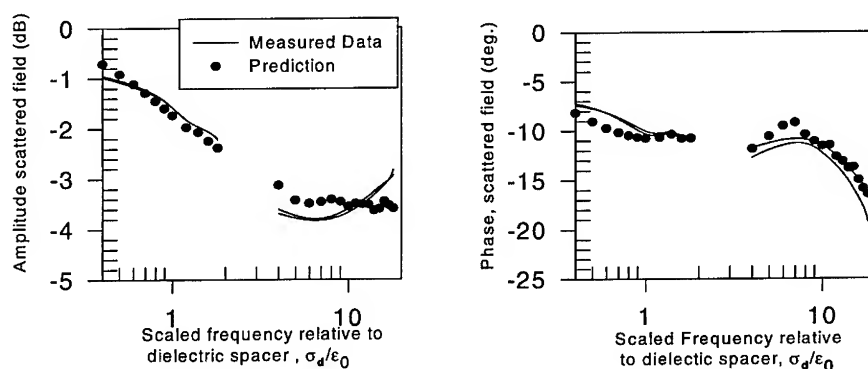 Measured Data
Prediction
Amplitude scattered field (dB)
-0
-1
-2
-3
-4
-5
1
10
Scaled frequency relative to
dielectric spacer , σd/ε0
Phase, scattered field (deg.)
-0
-5
-10
-15
-20
-25
1
10
Scaled Frequency relative
to dielectic spacer, σd/ε0